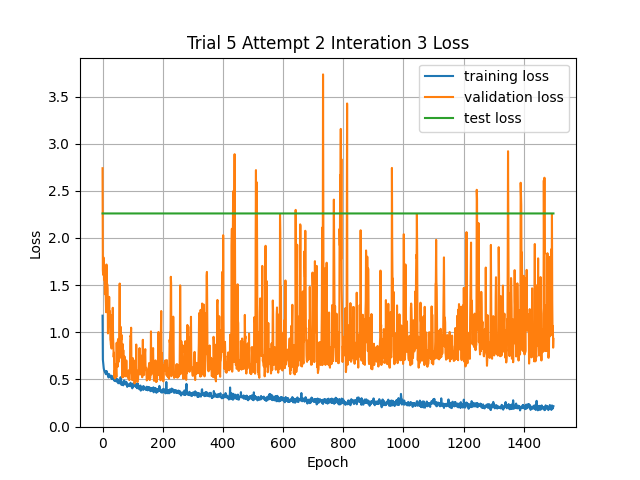 Trial 5 Attempt 2 Interation 3 Loss
training loss
validation loss
test loss
3.5
3.0
2.5
2.0
1.5
1.0
0.5
0.0
Loss
0 200 400 600 800 1000 1200 1400
Epoch